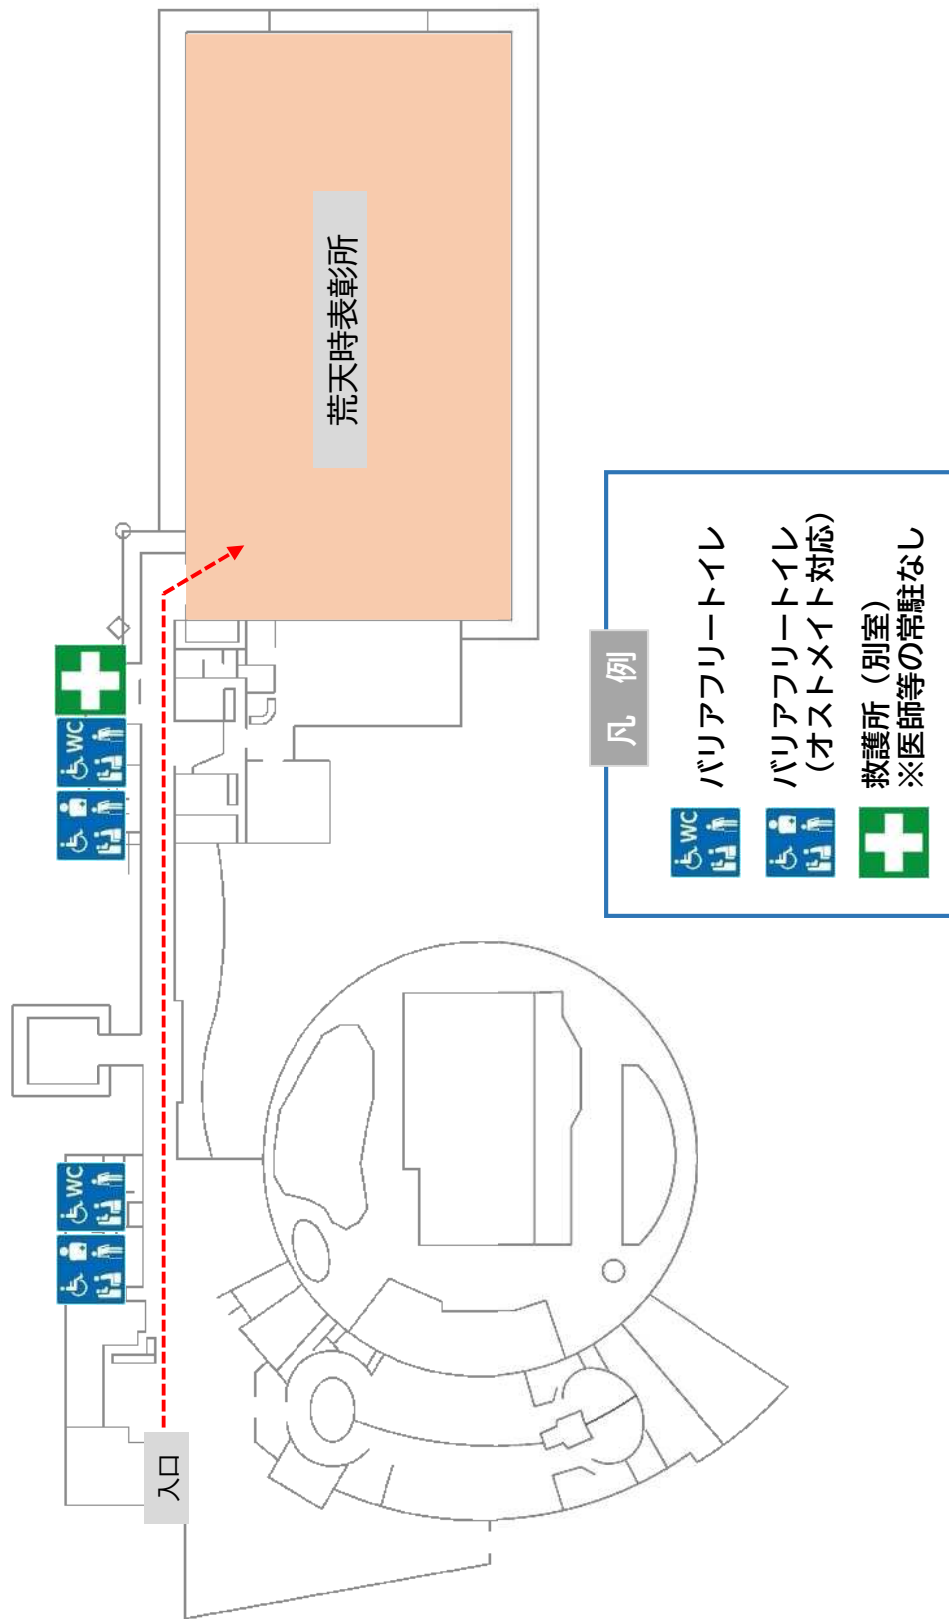 荒天時表彰所
WC
WC
入口
凡 例
WC
バリアフリートイレ
バリアフリートイレ
（オストメイト対応）
救護所（別室）
※医師等の常駐なし